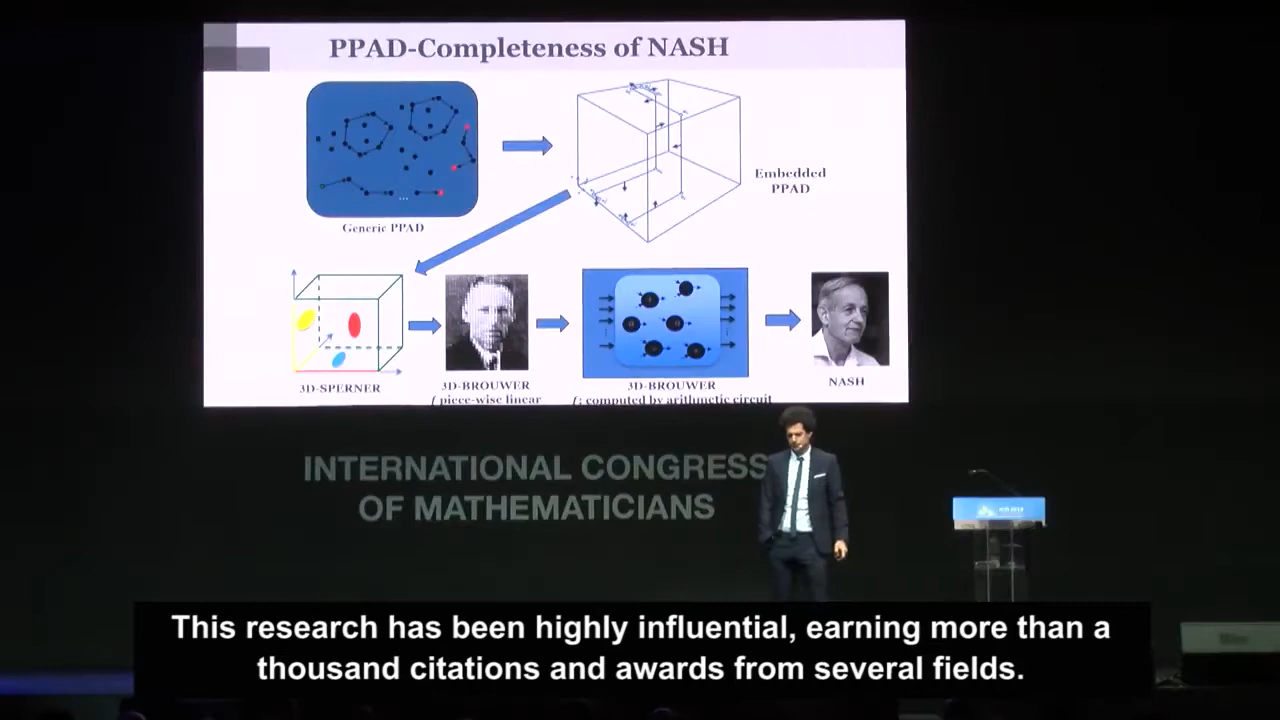 PPAD-Completeness of NASH
Embedded
PPAD
Generic PPAD
3D-SPERNER
3D-BROUWER
f piece-wise linear
3D-BROUWER
f : computed by arithmetic circuit
NASH
INTERNATIONAL CONGRESS
OF MATHEMATICIANS
This research has been highly influential, earning more than a
thousand citations and awards from several fields.